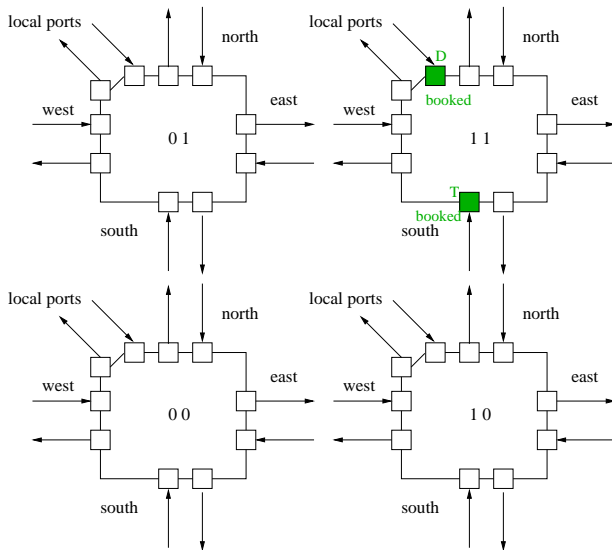 local ports
north
west
east
0 1
south
local ports
D
north
booked
west
east
1 1
T
booked
south
local ports
north
west
east
0 0
south
local ports
north
west
east
1 0
south